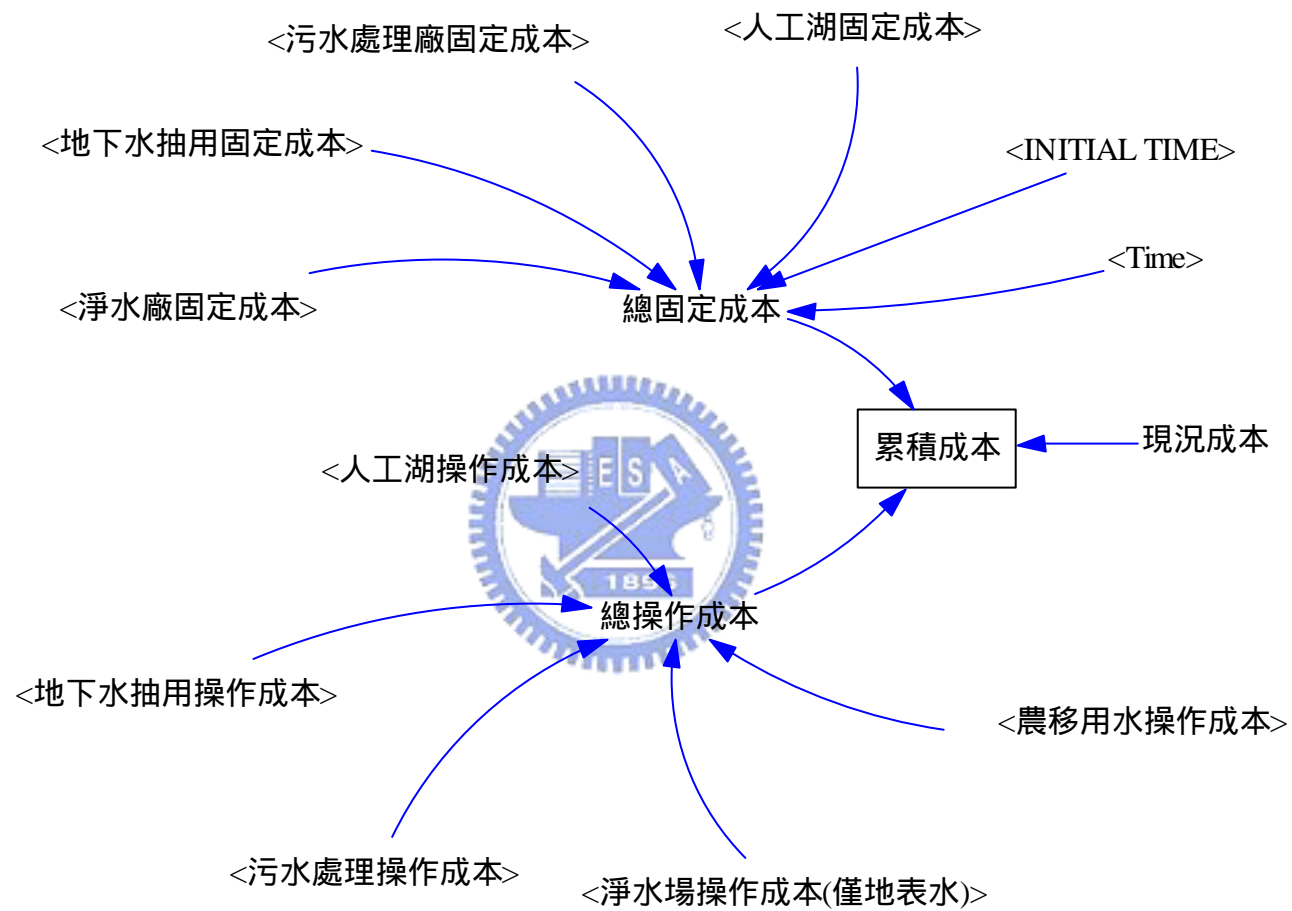 <污水處理廠固定成本>
<人工湖固定成本>
<地下水抽用固定成本>
<INITIAL TIME>
<Time>
<淨水廠固定成本>
總固定成本
累積成本
現況成本
<人工湖操作成本>
E S A
1896
總操作成本
<地下水抽用操作成本>
<農移用水操作成本>
<污水處理操作成本>
<淨水場操作成本(僅地表水)>